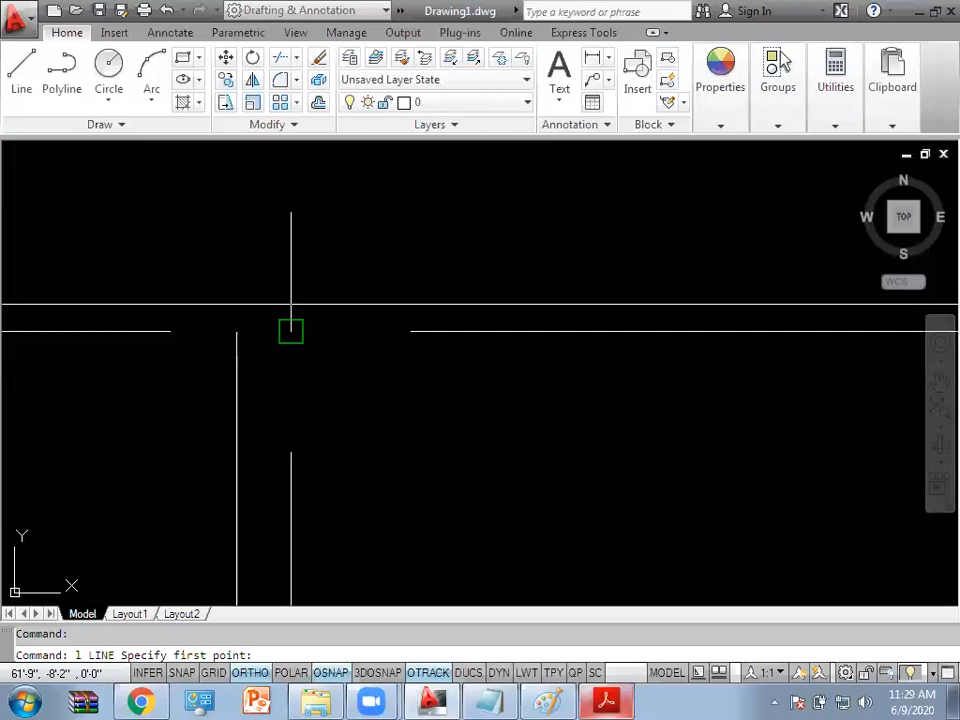 Drafting & Annotation
Drawing1.dwg
Type a keyword or phrase
Sign In
Home Insert Annotate Parametric View Manage Output Plug-ins Online Express Tools
Unsaved Layer State
Line Polyline Circle Arc
0
Text
Insert
Properties Groups Utilities Clipboard
Draw Modify Layers Annotation Block
N
W TOP E
S
WCS
Y
X
Model Layout1 Layout2
Command:
Command: l LINE Specify first point:
61'-9", -8'-2" ,0'-0" INFER SNAP GRID ORTHO POLAR OSNAP 3DOSNAP OTRACK DUCS DYN LWT TPY QP SC MODEL 1:1
11:29 AM
6/9/2020